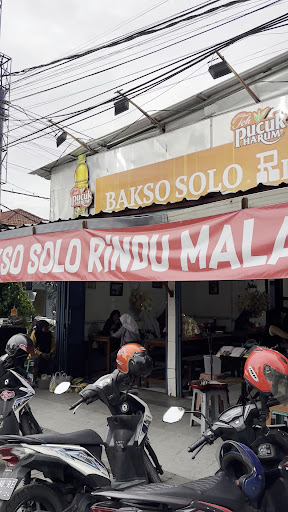 Teh
PUCUK
HARUM
Teh
PUCUK
HARUM
BAKSO SOLO
SO SOLO RINDU MALA